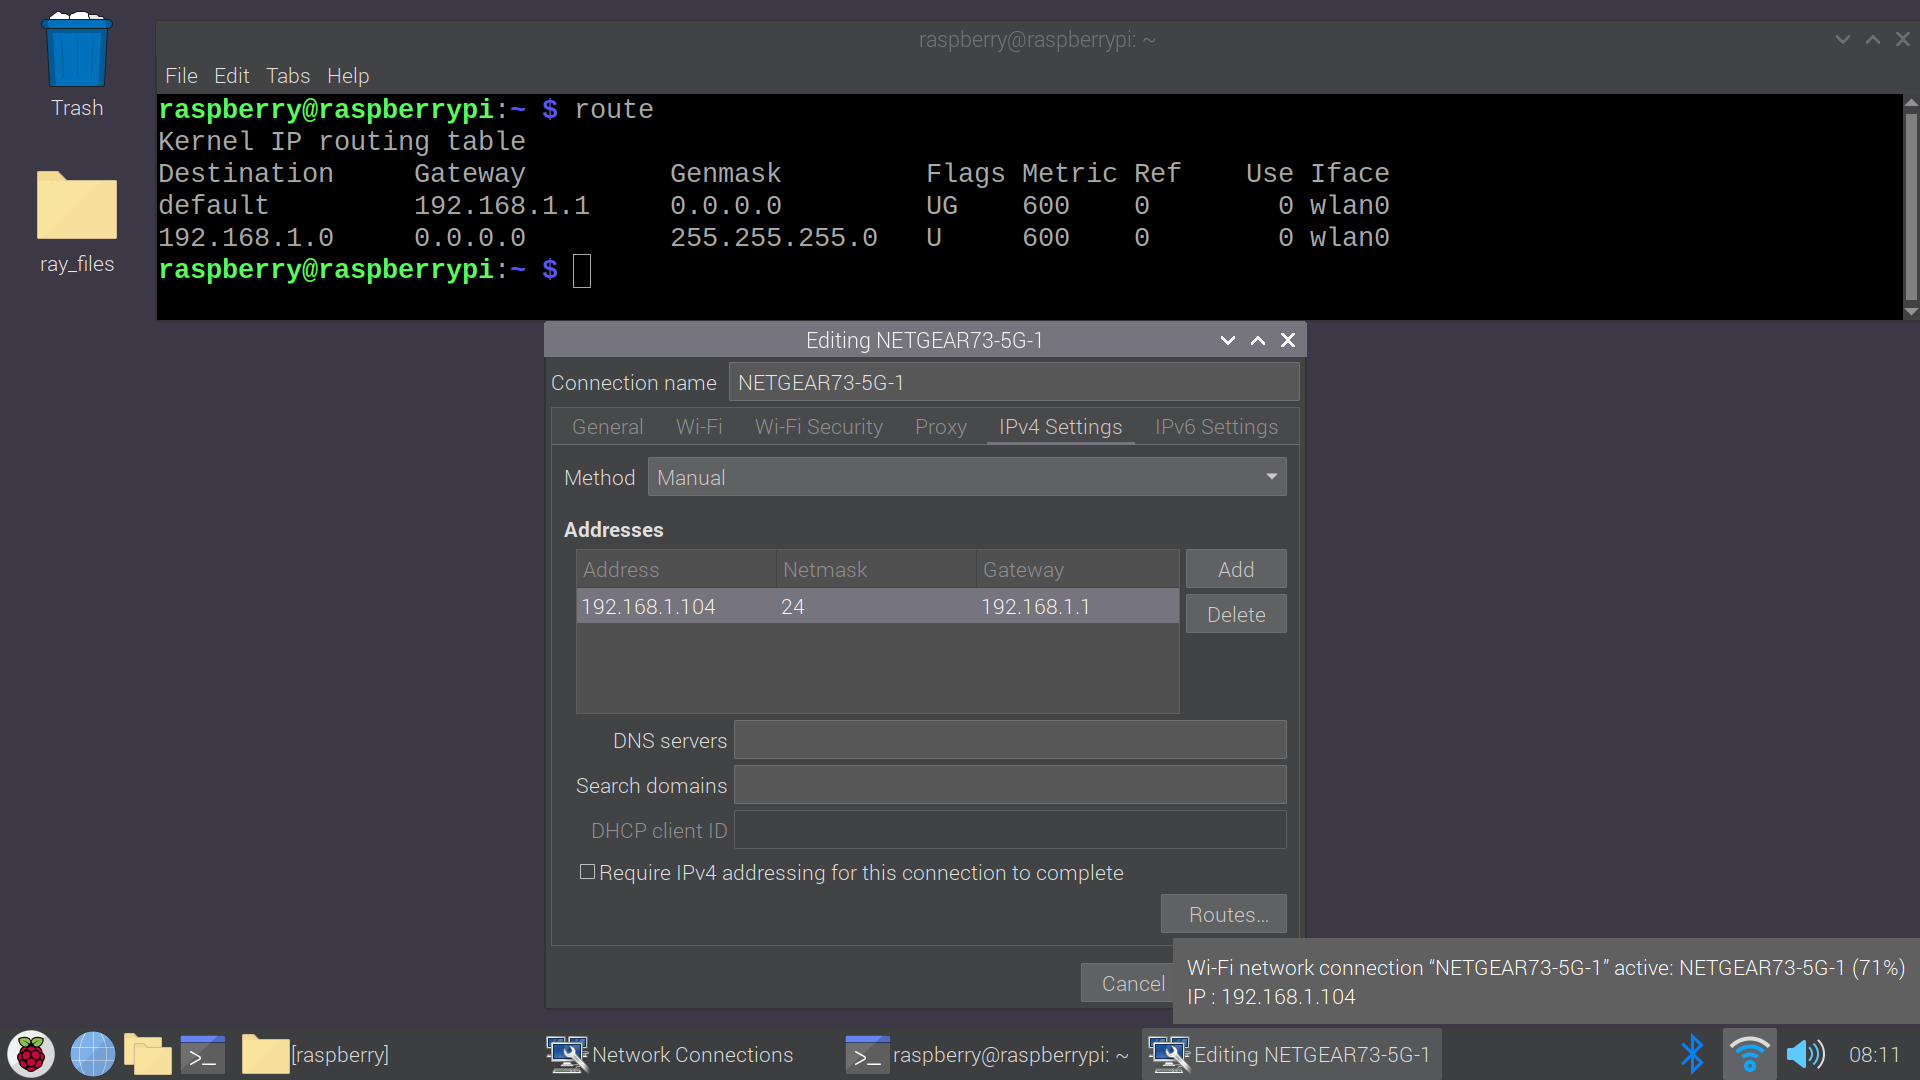 Trash
ray_files
raspberry@raspberrypi: ~
File Edit Tabs Help
raspberry@raspberrypi:~ $ route
Kernel IP routing table
Destination Gateway Genmask Flags Metric Ref Use Iface
default 192.168.1.1 0.0.0.0 UG 600 0 0 wlan0
192.168.1.0 0.0.0.0 255.255.255.0 U 600 0 0 wlan0
raspberry@raspberrypi:~ $
Editing NETGEAR73-5G-1
Connection name NETGEAR73-5G-1
General Wi-Fi Wi-Fi Security Proxy IPv4 Settings IPv6 Settings
Method Manual
Addresses
Address Netmask Gateway Add
192.168.1.104 24 192.168.1.1
Delete
DNS servers
Search domains
DHCP client ID
Require IPv4 addressing for this connection to complete
Routes...
Cancel
Wi-Fi network connection “NETGEAR73-5G-1” active: NETGEAR73-5G-1 (71%)
IP : 192.168.1.104
>_ [raspberry] Network Connections >_ raspberry@raspberrypi: ~ Editing NETGEAR73-5G-1 08:11